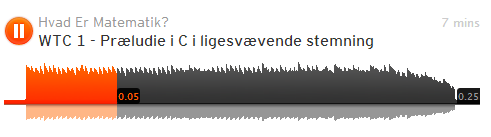 Hvad Er Matematik?
7 mins
WTC 1 - Præludie i C i ligesvævende stemning
0.05
0.25